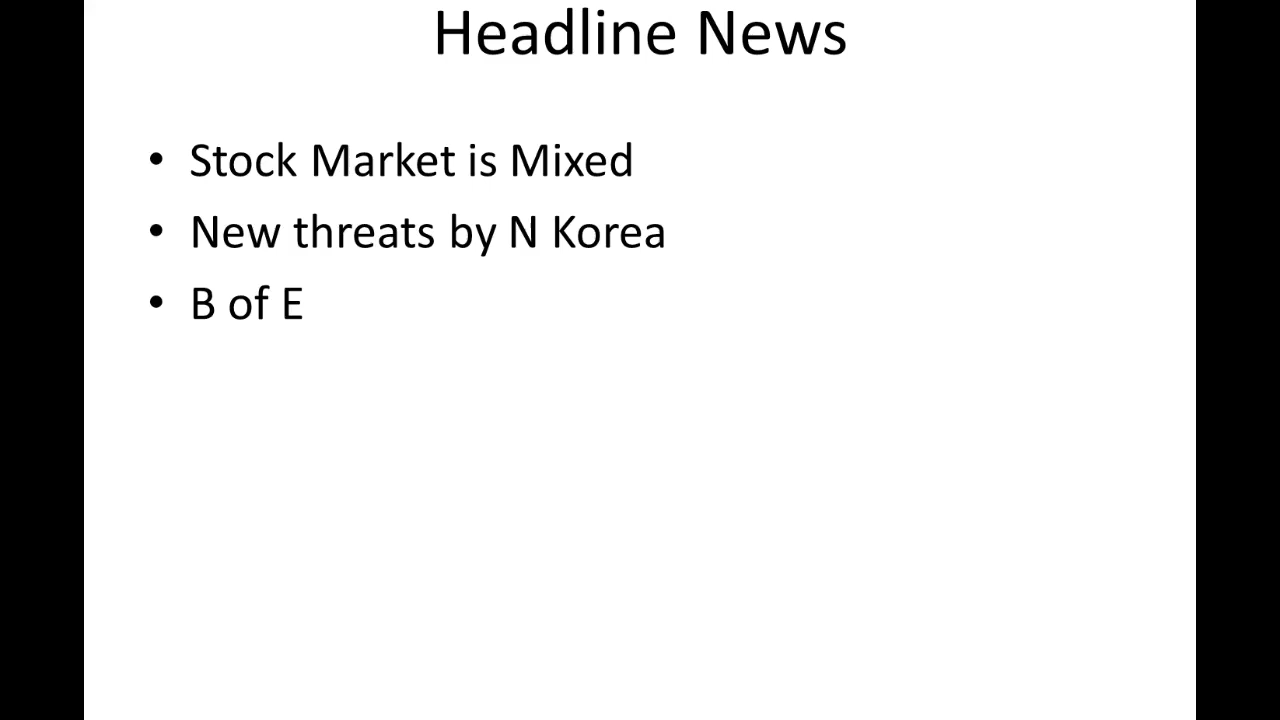 Headline News
• Stock Market is Mixed
• New threats by N Korea
• B of E